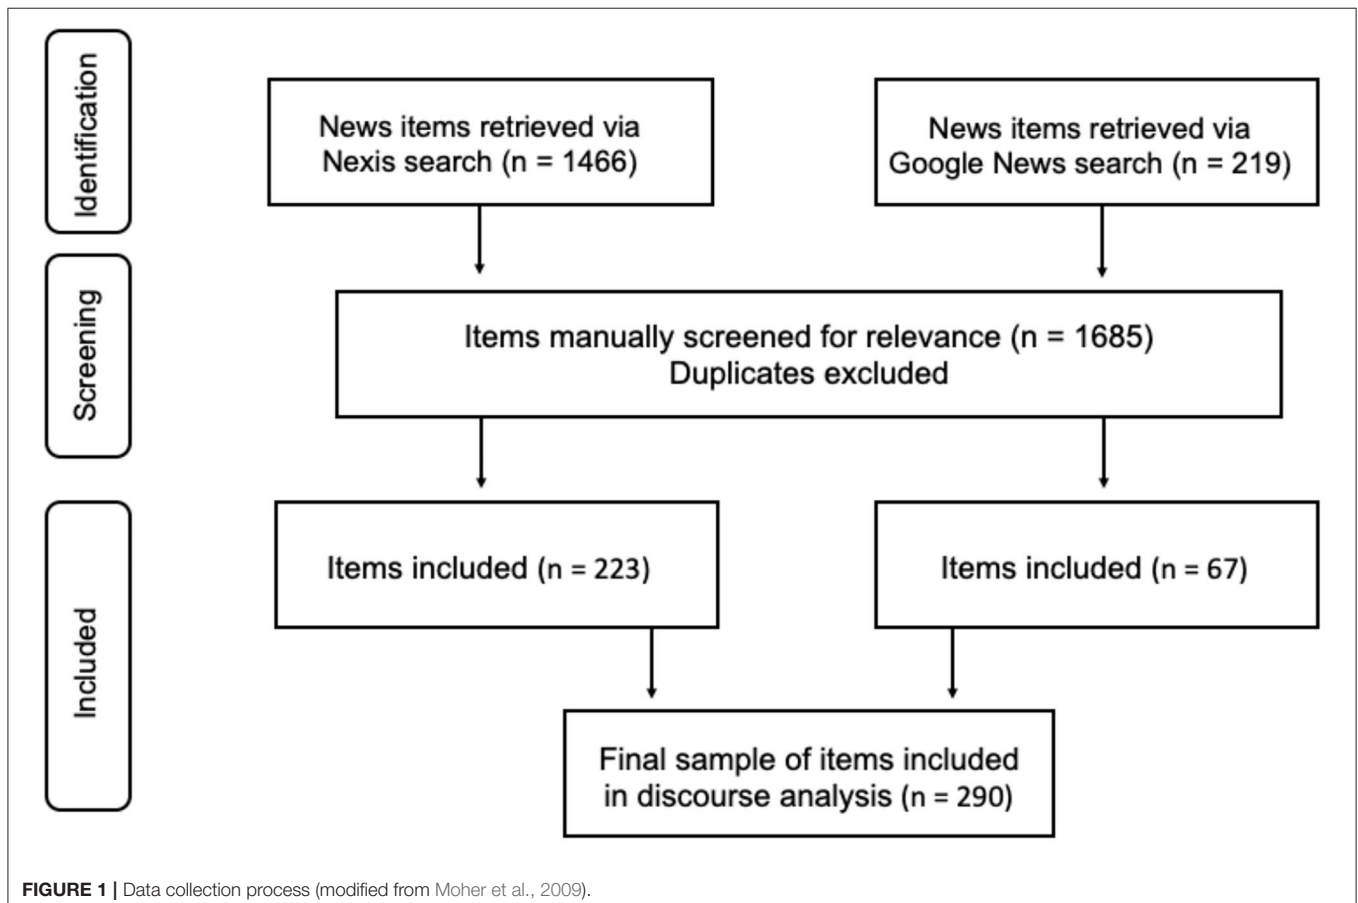 Identification
News items retrieved via
Nexis search (n = 1466)
News items retrieved via
Google News search (n = 219)
Screening
Items manually screened for relevance (n = 1685)
Duplicates excluded
Included
Items included (n = 223)
Items included (n = 67)
Final sample of items included
in discourse analysis (n = 290)
FIGURE 1 | Data collection process (modified from Moher et al., 2009).